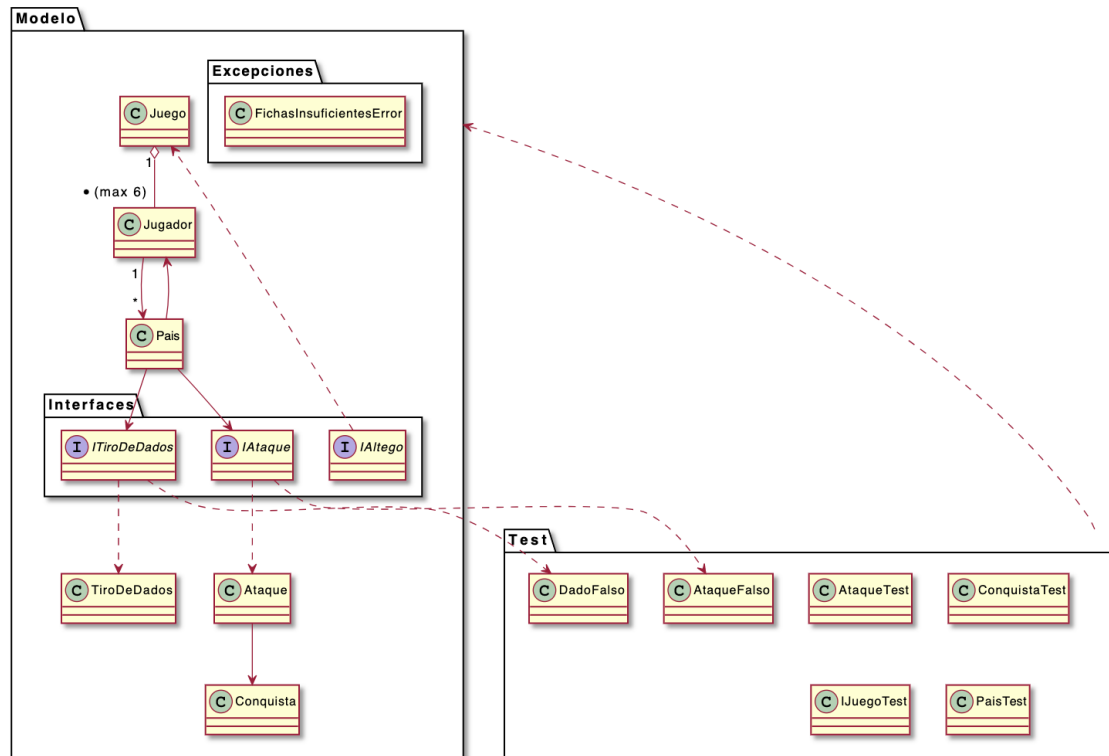 Modelo
Excepciones
C FichasInsuficientesError
C Juego
1
* (max 6)
C Jugador
1
*
C Pais
Interfaces
I ITiroDeDados
I IAtaque
I IAltego
Test
C TiroDeDados
C Ataque
C DadoFalso
C AtaqueFalso
C AtaqueTest
C ConquistaTest
C Conquista
C IJuegoTest
C PaisTest